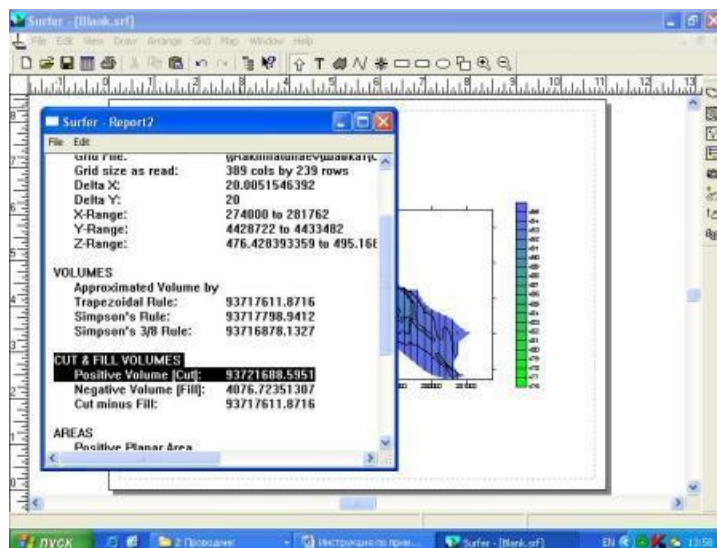 Surfer - [Blank.srf]
File Edit View Draw Arrange Grid Map Window Help
Surfer - Report2
File Edit
Grid File:
Grid size as read: 389 cols by 239 rows
Delta X: 20.0051546392
Delta Y: 20
X-Range: 274000 to 281762
Y-Range: 4428722 to 4433482
Z-Range: 476.428393359 to 495.168
VOLUMES
Approximated Volume by
Trapezoidal Rule: 93717611.8716
Simpson's Rule: 93717798.9412
Simpson's 3/8 Rule: 93716878.1327
CUT & FILL VOLUMES
Positive Volume [Cut]: 93721688.5951
Negative Volume [Fill]: 4076.72351307
Cut minus Fill: 93717611.8716
AREAS
Positive Planar Area
пуск
2 Проводник
Инструкция по прим...
Surfer - [Blank.srf]
EN
13:58